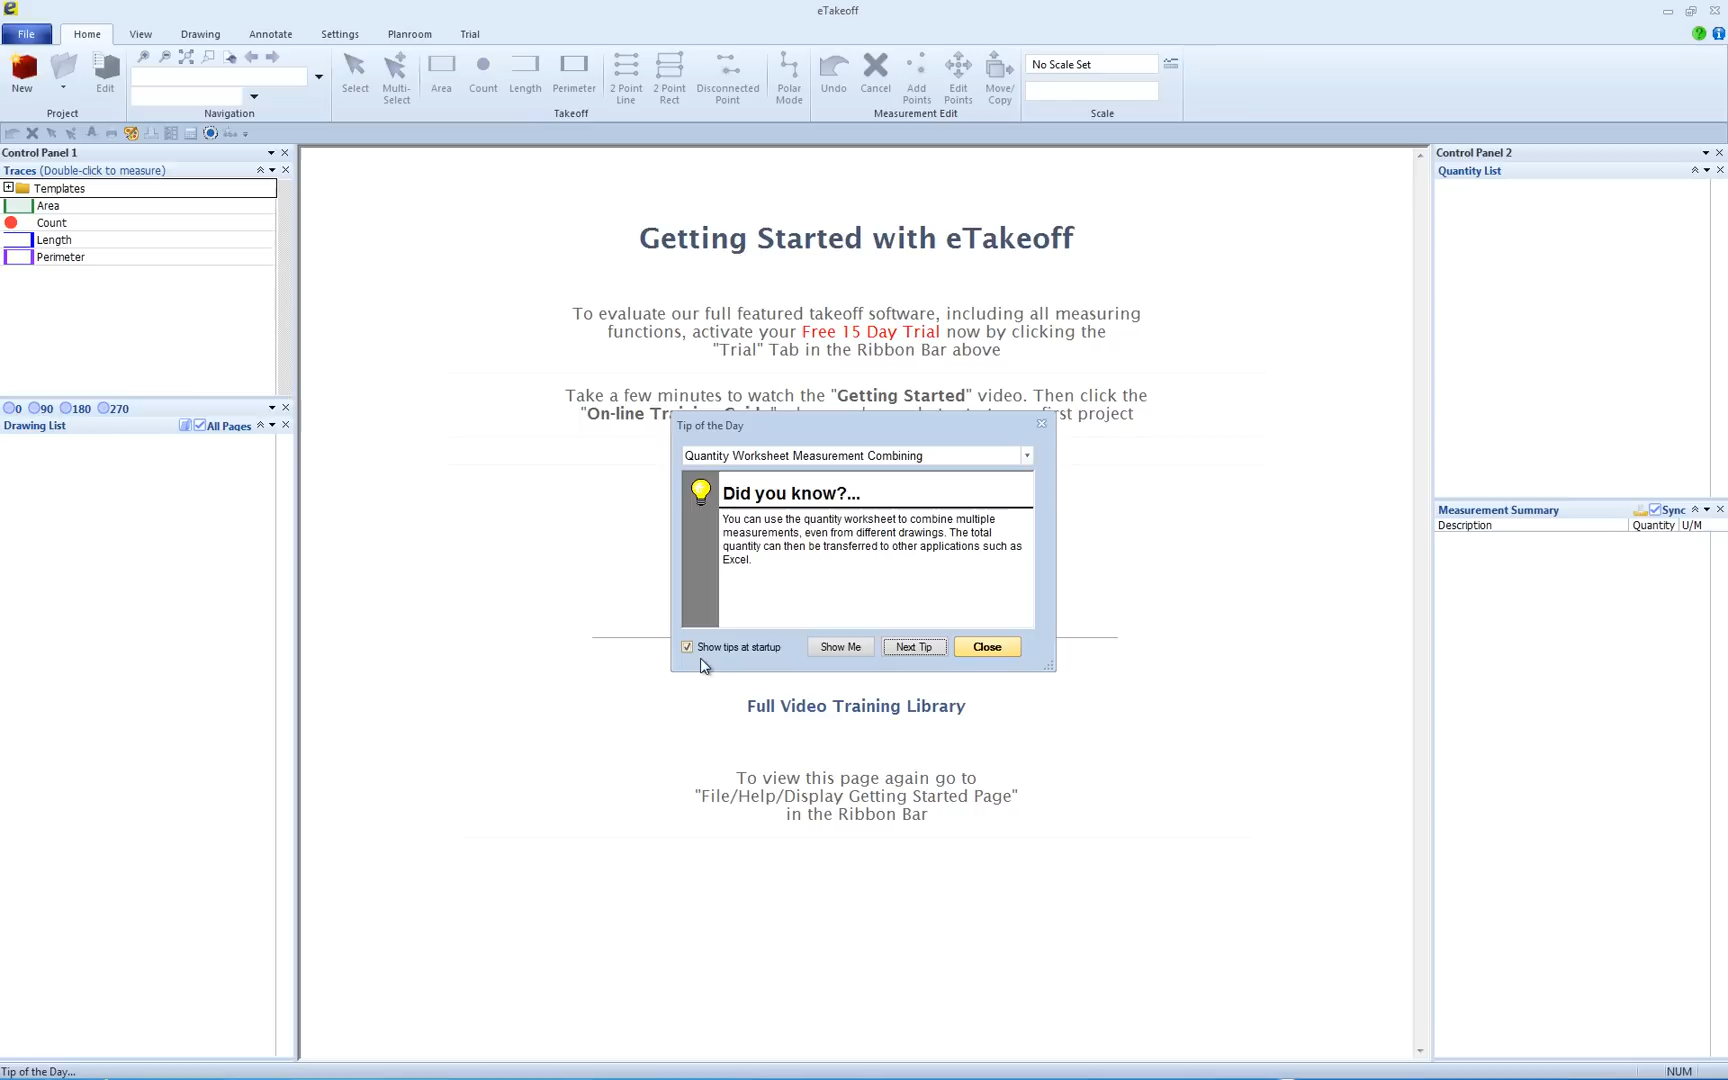 eTakeoff
File Home View Drawing Annotate Settings Planroom Trial
New Edit
Project
Navigation
Select Multi-Select Area Count Length Perimeter 2 Point Line 2 Point Rect Disconnected Point Polar Mode
Takeoff
Undo Cancel Add Points Edit Points Move/Copy
Measurement Edit
No Scale Set
Scale
Control Panel 1
Traces (Double-click to measure)
Templates
Area
Count
Length
Perimeter
0 90 180 270
Drawing List All Pages
Getting Started with eTakeoff
To evaluate our full featured takeoff software, including all measuring
functions, activate your Free 15 Day Trial now by clicking the
"Trial" Tab in the Ribbon Bar above
Take a few minutes to watch the "Getting Started" video. Then click the
"On-line project
Tip of the Day
Quantity Worksheet Measurement Combining
Did you know?...
You can use the quantity worksheet to combine multiple
measurements, even from different drawings. The total
quantity can then be transferred to other applications such as
Excel.
Show tips at startup Show Me Next Tip Close
Full Video Training Library
To view this page again go to
"File/Help/Display Getting Started Page"
in the Ribbon Bar
Control Panel 2
Quantity List
Measurement Summary Sync
Description Quantity U/M
Tip of the Day... NUM